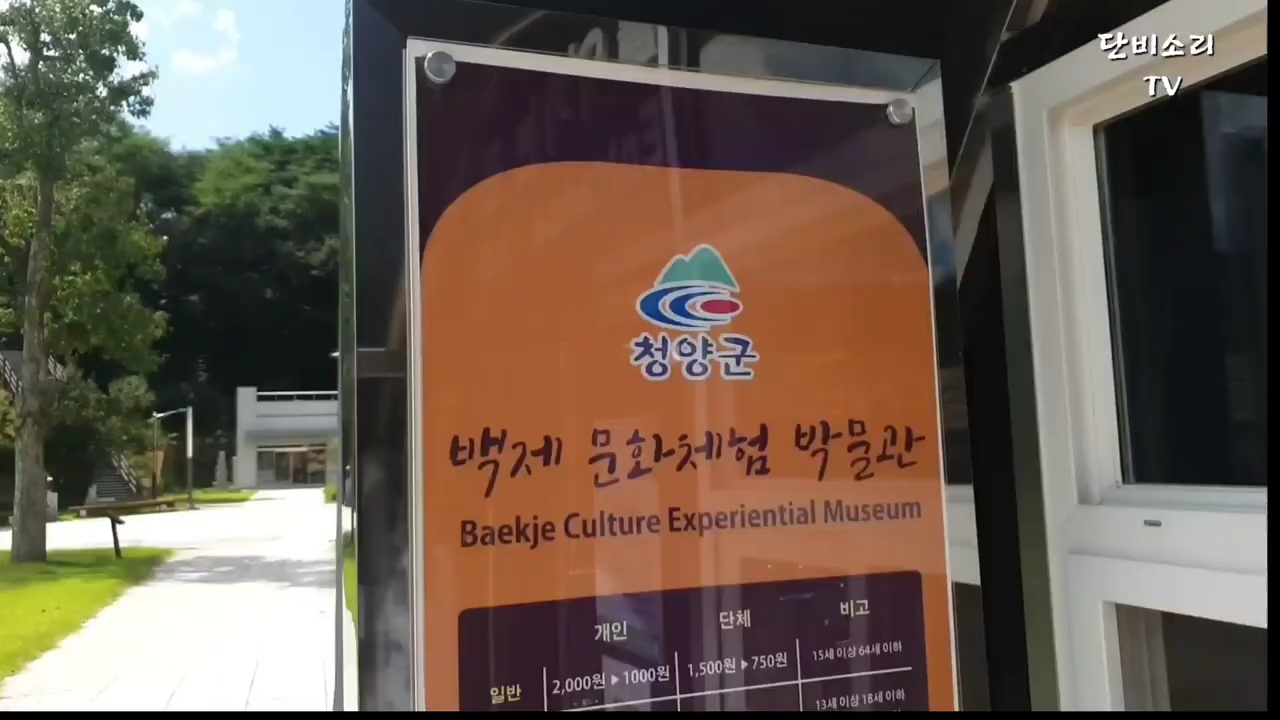 단비소리
TV
청양군
백제 문화체험 박물관
Baekje Culture Experiential Museum
개인 단체 비고
일반 2,000원 ▶ 1000원 1,500원 ▶ 750원 15세 이상 64세 이하
13세 이상 18세 이하